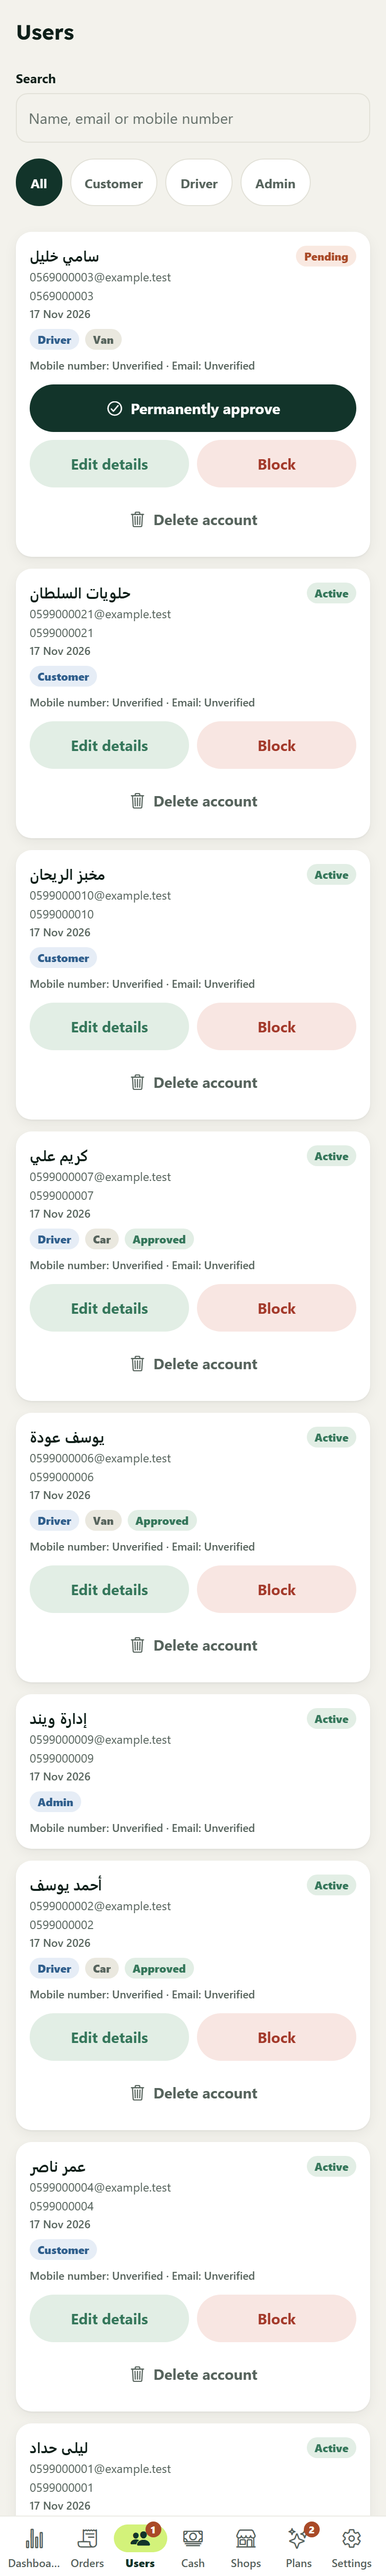 Users
Search
Name, email or mobile number
All Customer Driver Admin
سامي خليل Pending
0569000003@example.test
0569000003
17 Nov 2026
Driver Van
Mobile number: Unverified · Email: Unverified
Permanently approve
Edit details Block
Delete account
حلويات السلطان Active
0599000021@example.test
0599000021
17 Nov 2026
Customer
Mobile number: Unverified · Email: Unverified
Edit details Block
Delete account
مخبز الريحان Active
0599000010@example.test
0599000010
17 Nov 2026
Customer
Mobile number: Unverified · Email: Unverified
Edit details Block
Delete account
كريم علي Active
0599000007@example.test
0599000007
17 Nov 2026
Driver Car Approved
Mobile number: Unverified · Email: Unverified
Edit details Block
Delete account
يوسف عودة Active
0599000006@example.test
0599000006
17 Nov 2026
Driver Van Approved
Mobile number: Unverified · Email: Unverified
Edit details Block
Delete account
إدارة ويند Active
0599000009@example.test
0599000009
17 Nov 2026
Admin
Mobile number: Unverified · Email: Unverified
أحمد يوسف Active
0599000002@example.test
0599000002
17 Nov 2026
Driver Car Approved
Mobile number: Unverified · Email: Unverified
Edit details Block
Delete account
عمر ناصر Active
0599000004@example.test
0599000004
17 Nov 2026
Customer
Mobile number: Unverified · Email: Unverified
Edit details Block
Delete account
ليلى حداد Active
0599000001@example.test
0599000001
17 Nov 2026
1 2
Dashboa... Orders Users Cash Shops Plans Settings